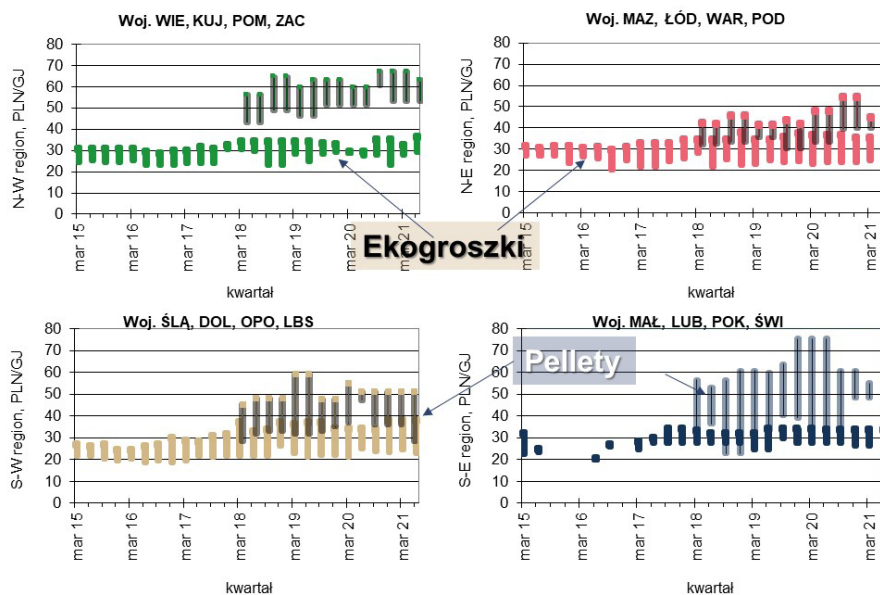 Woj. WIE, KUJ, POM, ZAC
N-W region, PLN/GJ
80
70
60
50
40
30
20
10
0
mar 15
mar 16
mar 17
mar 18
mar 19
mar 20
mar 21
kwartał
Woj. MAZ, ŁÓD, WAR, POD
N-E region, PLN/GJ
80
70
60
50
40
30
20
10
0
mar 15
mar 16
mar 17
mar 18
mar 19
mar 20
mar 21
kwartał
Ekogroszki
Woj. ŚLĄ, DOL, OPO, LBS
S-W region, PLN/GJ
80
70
60
50
40
30
20
10
0
mar 15
mar 16
mar 17
mar 18
mar 19
mar 20
mar 21
kwartał
Woj. MAŁ, LUB, POK, ŚWI
S-E region, PLN/GJ
80
70
60
50
40
30
20
10
0
mar 15
mar 16
mar 17
mar 18
mar 19
mar 20
mar 21
kwartał
Pellety